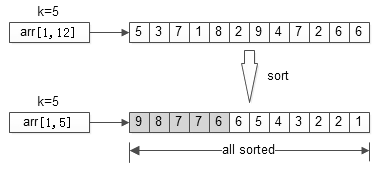 k=5
arr[1,12] 5 3 7 1 8 2 9 4 7 2 6 6
sort
k=5
arr[1,5] 9 8 7 7 6 6 5 4 3 2 2 1
all sorted